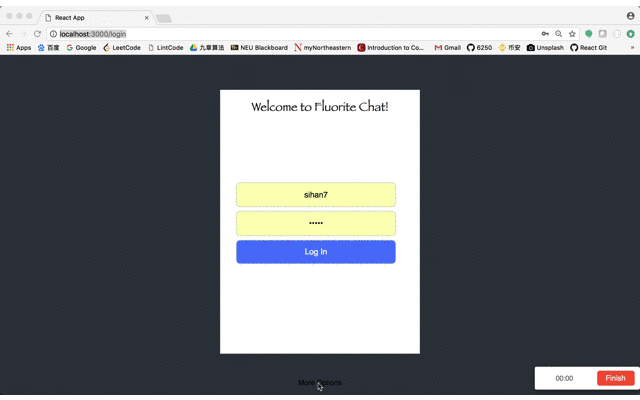 React App
localhost:3000/login
Apps 百度 Google LeetCode LintCode 九章算法 NEU Blackboard myNortheastern Introduction to Co... Gmail 6250 币安 Unsplash React Git »
Welcome to Fluorite Chat!
sihan7
•••••
Log In
More Options
00:00
Finish